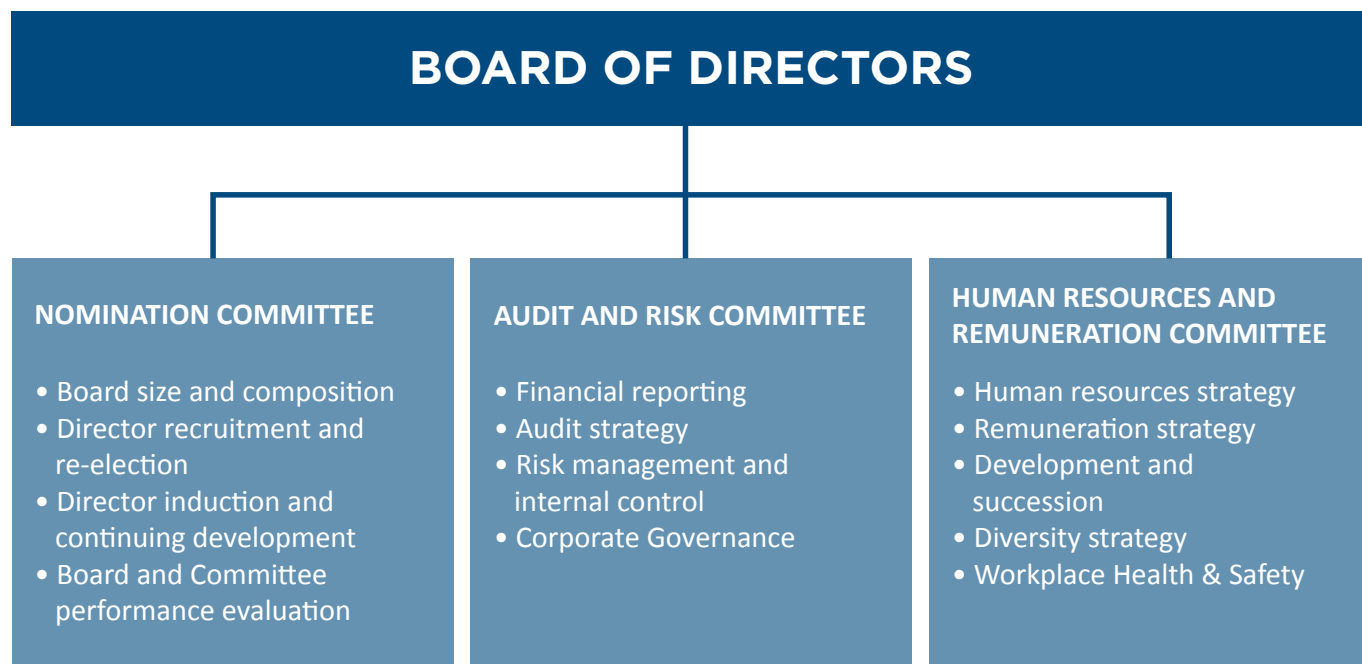 BOARD OF DIRECTORS
NOMINATION COMMITTEE
• Board size and composition
• Director recruitment and
re-election
• Director induction and
continuing development
• Board and Committee
performance evaluation
AUDIT AND RISK COMMITTEE
• Financial reporting
• Audit strategy
• Risk management and
internal control
• Corporate Governance
HUMAN RESOURCES AND
REMUNERATION COMMITTEE
• Human resources strategy
• Remuneration strategy
• Development and
succession
• Diversity strategy
• Workplace Health & Safety